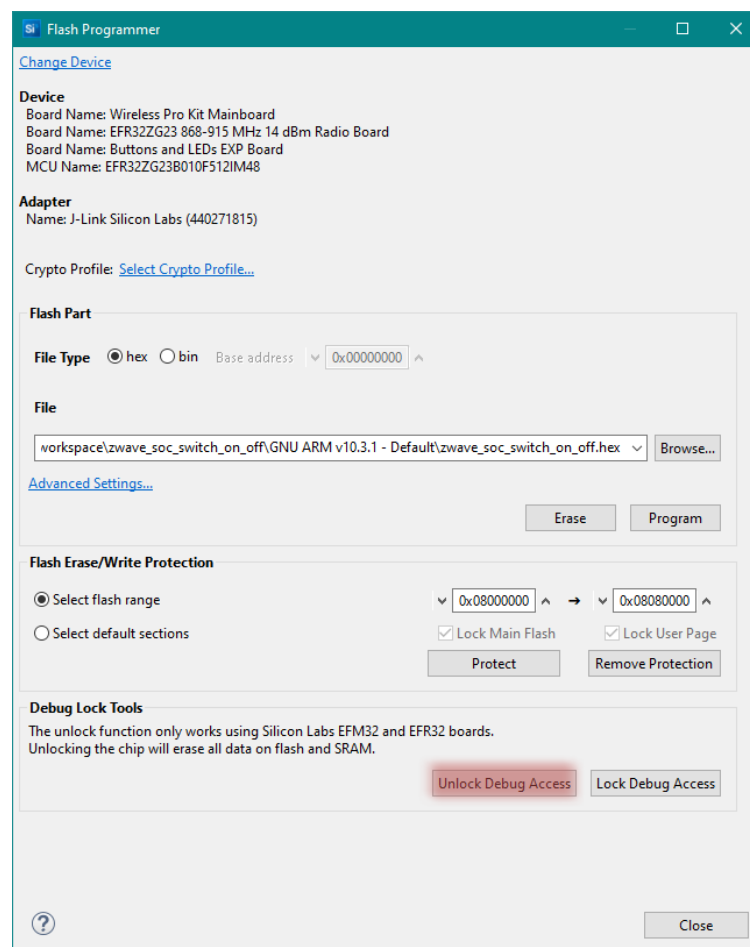 Si Flash Programmer
Change Device
Device
Board Name: Wireless Pro Kit Mainboard
Board Name: EFR32ZG23 868-915 MHz 14 dBm Radio Board
Board Name: Buttons and LEDs EXP Board
MCU Name: EFR32ZG23B010F512IM48
Adapter
Name: J-Link Silicon Labs (440271815)
Crypto Profile: Select Crypto Profile...
Flash Part
File Type hex bin Base address 0x00000000
File
workspace\zwave_soc_switch_on_off\GNU ARM v10.3.1 - Default\zwave_soc_switch_on_off.hex Browse...
Advanced Settings...
Erase Program
Flash Erase/Write Protection
Select flash range 0x08000000 → 0x08080000
Select default sections Lock Main Flash Lock User Page
Protect Remove Protection
Debug Lock Tools
The unlock function only works using Silicon Labs EFM32 and EFR32 boards.
Unlocking the chip will erase all data on flash and SRAM.
Unlock Debug Access Lock Debug Access
? Close